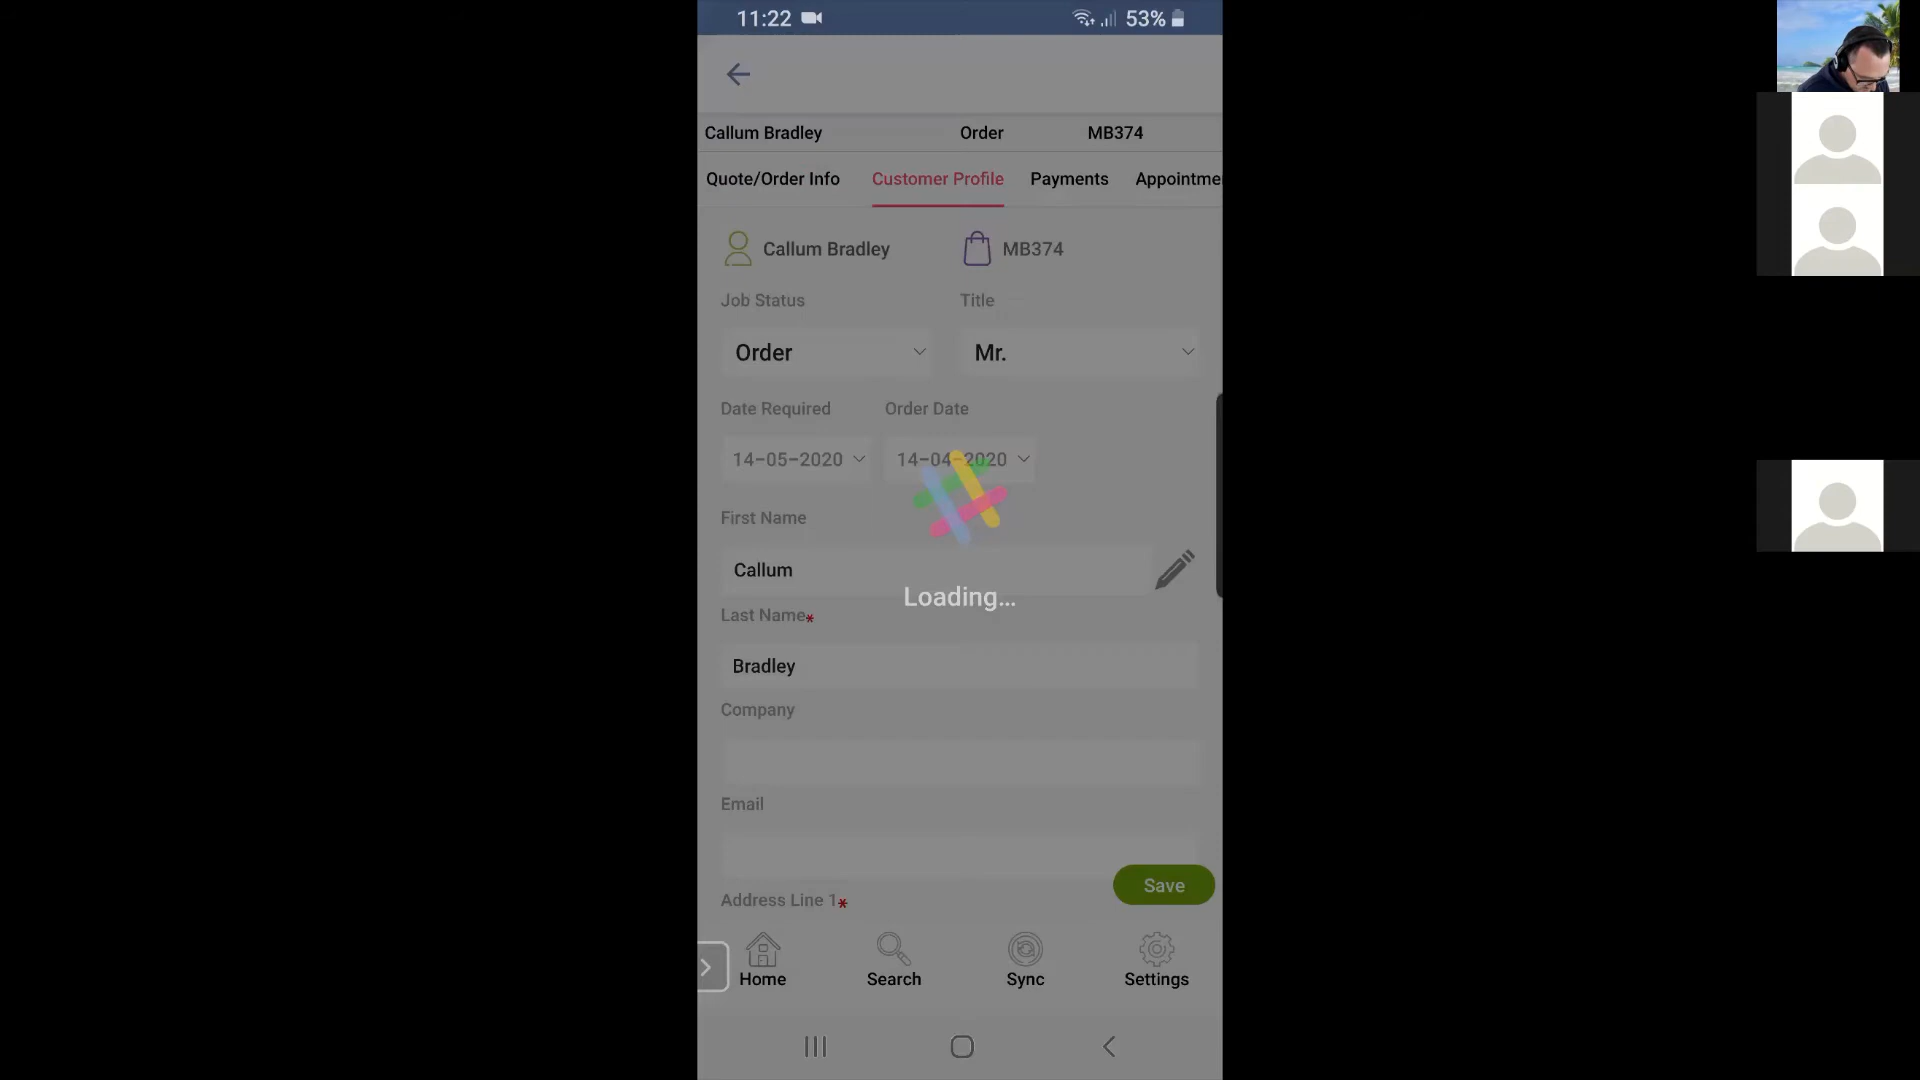 11:22 53%
Callum Bradley Order MB374
Quote/Order Info Customer Profile Payments Appointme
Callum Bradley MB374
Job Status Title
Order Mr.
Date Required Order Date
14-05-2020 14-04-2020
First Name
Callum
Loading...
Last Name*
Bradley
Company
Email
Save
Address Line 1*
Home Search Sync Settings